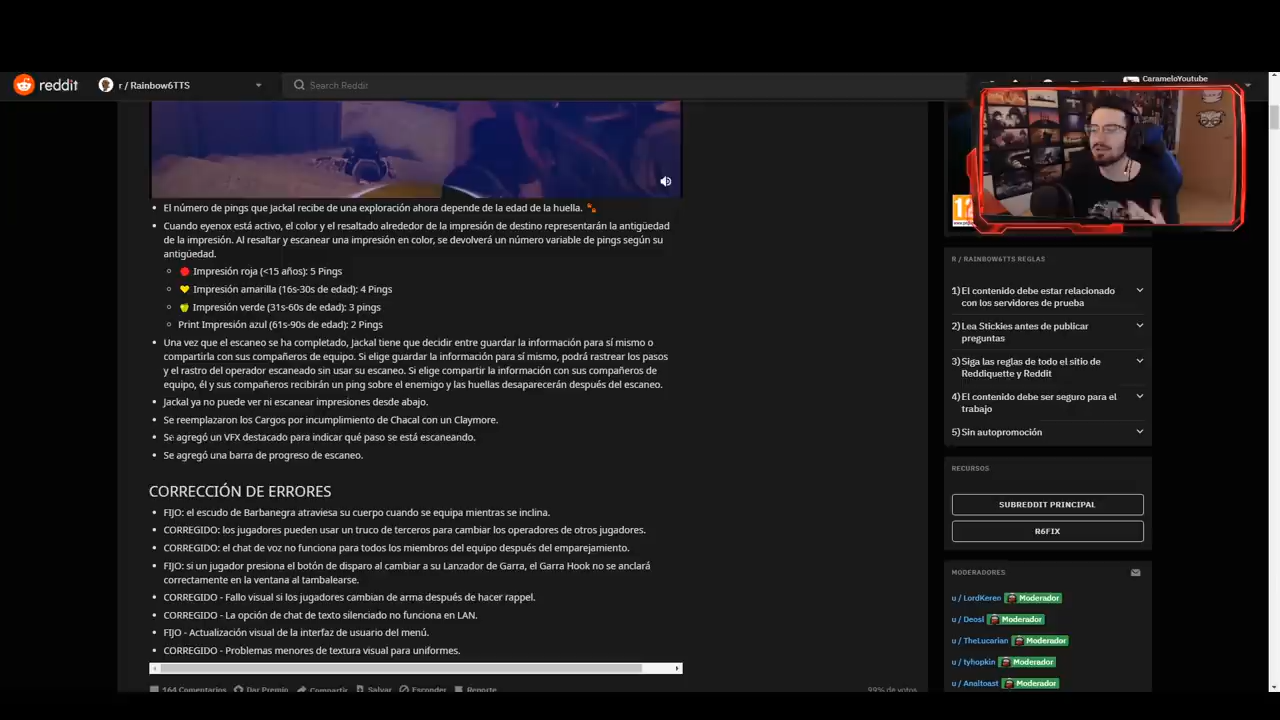 reddit
r / Rainbow6TTS
Search Reddit
CarameloYoutube
El número de pings que Jackal recibe de una exploración ahora depende de la edad de la huella.
Cuando eyenox está activo, el color y el resaltado alrededor de la impresión de destino representarán la antigüedad
de la impresión. Al resaltar y escanear una impresión en color, se devolverá un número variable de pings según su
antigüedad.
Impresión roja (<15 años): 5 Pings
Impresión amarilla (16s-30s de edad): 4 Pings
Impresión verde (31s-60s de edad): 3 pings
Print Impresión azul (61s-90s de edad): 2 Pings
Una vez que el escaneo se ha completado, Jackal tiene que decidir entre guardar la información para sí mismo o
compartirla con sus compañeros de equipo. Si elige guardar la información para sí mismo, podrá rastrear los pasos
y el rastro del operador escaneado sin usar su escaneo. Si elige compartir la información con sus compañeros de
equipo, él y sus compañeros recibirán un ping sobre el enemigo y las huellas desaparecerán después del escaneo.
Jackal ya no puede ver ni escanear impresiones desde abajo.
Se reemplazaron los Cargos por incumplimiento de Chacal con un Claymore.
Se agregó un VFX destacado para indicar qué paso se está escaneando.
Se agregó una barra de progreso de escaneo.
CORRECCIÓN DE ERRORES
FIJO: el escudo de Barbanegra atraviesa su cuerpo cuando se equipa mientras se inclina.
CORREGIDO: los jugadores pueden usar un truco de terceros para cambiar los operadores de otros jugadores.
CORREGIDO: el chat de voz no funciona para todos los miembros del equipo después del emparejamiento.
FIJO: si un jugador presiona el botón de disparo al cambiar a su Lanzador de Garra, el Garra Hook no se anclará
correctamente en la ventana al tambalearse.
CORREGIDO - Fallo visual si los jugadores cambian de arma después de hacer rappel.
CORREGIDO - La opción de chat de texto silenciado no funciona en LAN.
FIJO - Actualización visual de la interfaz de usuario del menú.
CORREGIDO - Problemas menores de textura visual para uniformes.
164 Comentarios
Dar Premio
Compartir
Salvar
Esconder
Reporte
99% de votos
R / RAINBOW6TTS REGLAS
1) El contenido debe estar relacionado
con los servidores de prueba
2) Lea Stickies antes de publicar
preguntas
3) Siga las reglas de todo el sitio de
Reddiquette y Reddit
4) El contenido debe ser seguro para el
trabajo
5) Sin autopromoción
RECURSOS
SUBREDDIT PRINCIPAL
R6FIX
MODERADORES
u / LordKeren Moderador
u / Deosl Moderador
u / TheLucarian Moderador
u / tyhopkin Moderador
u / Analtoast Moderador